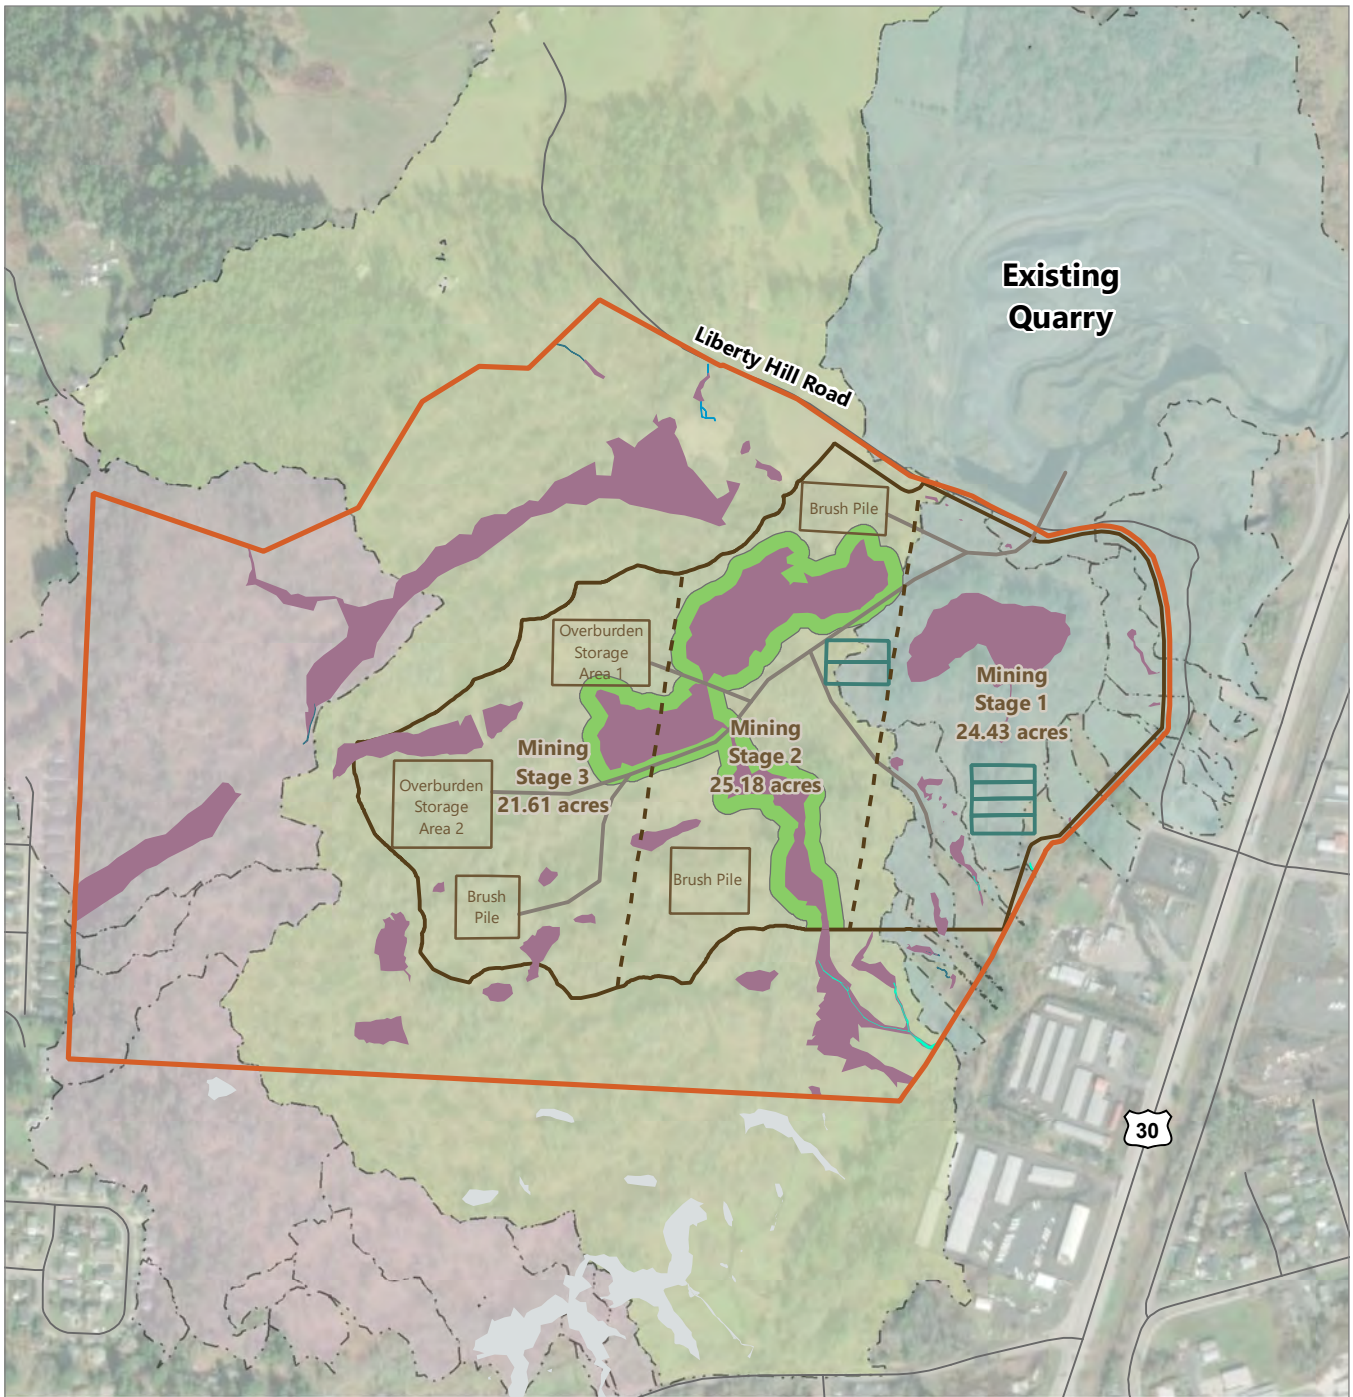 Existing
Quarry
Liberty Hill Road
Brush Pile
Overburden
Storage
Area 1
Mining
Stage 1
24.43 acres
Mining
Stage 2
25.18 acres
Mining
Stage 3
21.61 acres
Overburden
Storage
Area 2
Brush Pile
Brush
Pile
30